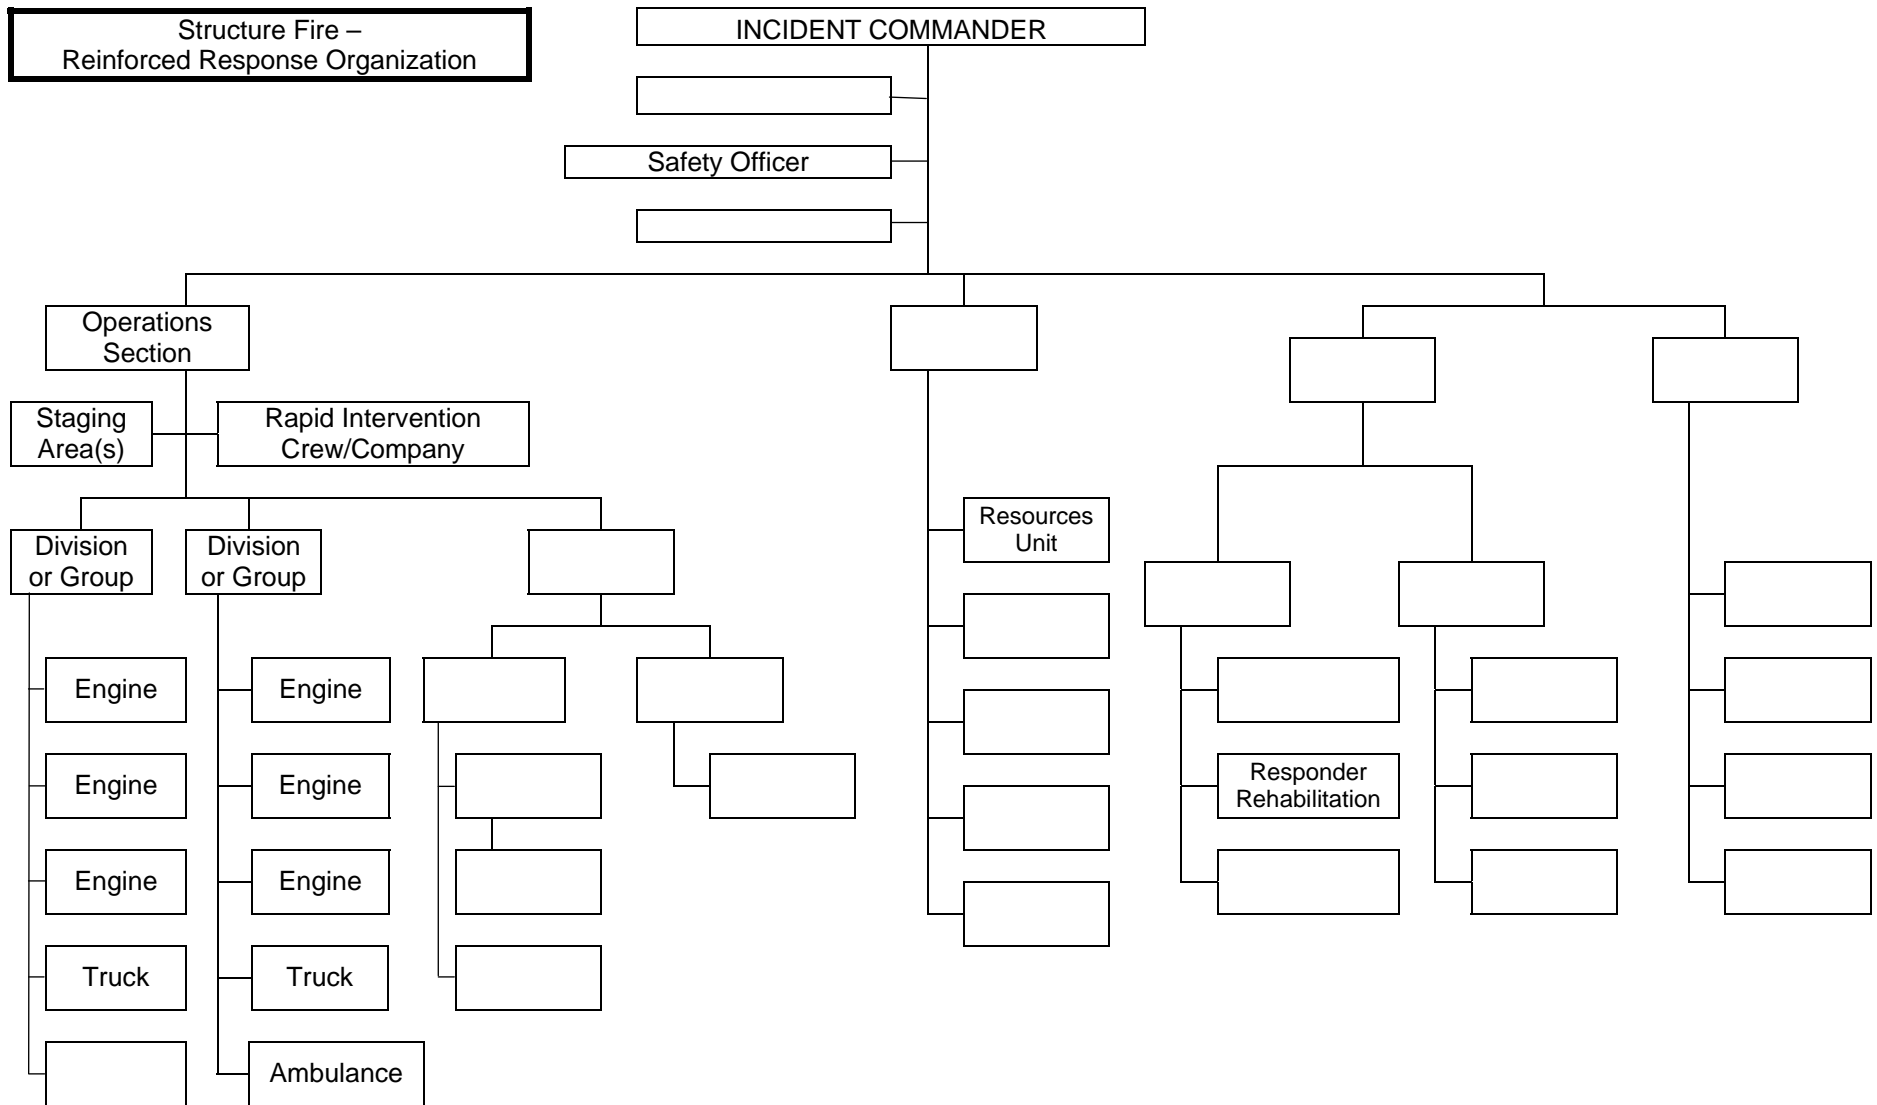 Structure Fire –
Reinforced Response Organization
INCIDENT COMMANDER
Safety Officer
Operations
Section
Staging
Area(s)
Rapid Intervention
Crew/Company
Resources
Unit
Division
or Group
Division
or Group
Engine
Engine
Engine
Engine
Responder
Rehabilitation
Engine
Engine
Truck
Truck
Ambulance